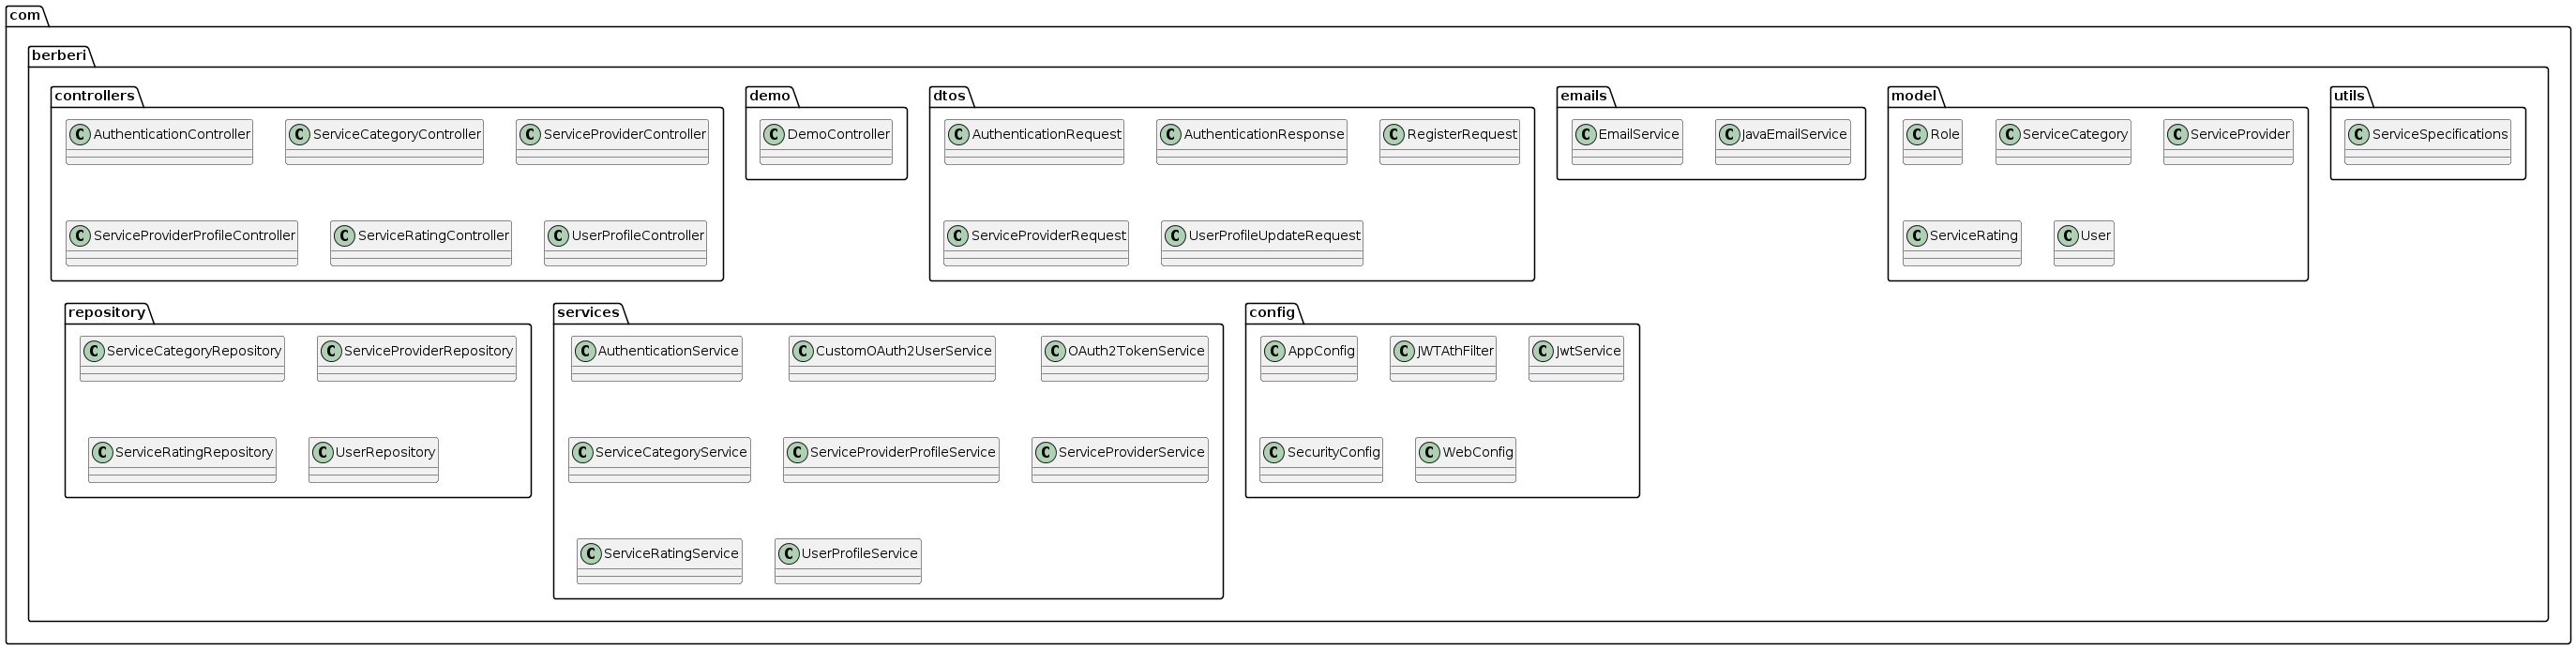 com
berberi
controllers
C AuthenticationController
C ServiceCategoryController
C ServiceProviderController
C ServiceProviderProfileController
C ServiceRatingController
C UserProfileController
demo
C DemoController
dtos
C AuthenticationRequest
C AuthenticationResponse
C RegisterRequest
C ServiceProviderRequest
C UserProfileUpdateRequest
emails
C EmailService
C JavaEmailService
model
C Role
C ServiceCategory
C ServiceProvider
C ServiceRating
C User
utils
C ServiceSpecifications
repository
C ServiceCategoryRepository
C ServiceProviderRepository
C ServiceRatingRepository
C UserRepository
services
C AuthenticationService
C CustomOAuth2UserService
C OAuth2TokenService
C ServiceCategoryService
C ServiceProviderProfileService
C ServiceProviderService
C ServiceRatingService
C UserProfileService
config
C AppConfig
C JWTAthFilter
C JwtService
C SecurityConfig
C WebConfig